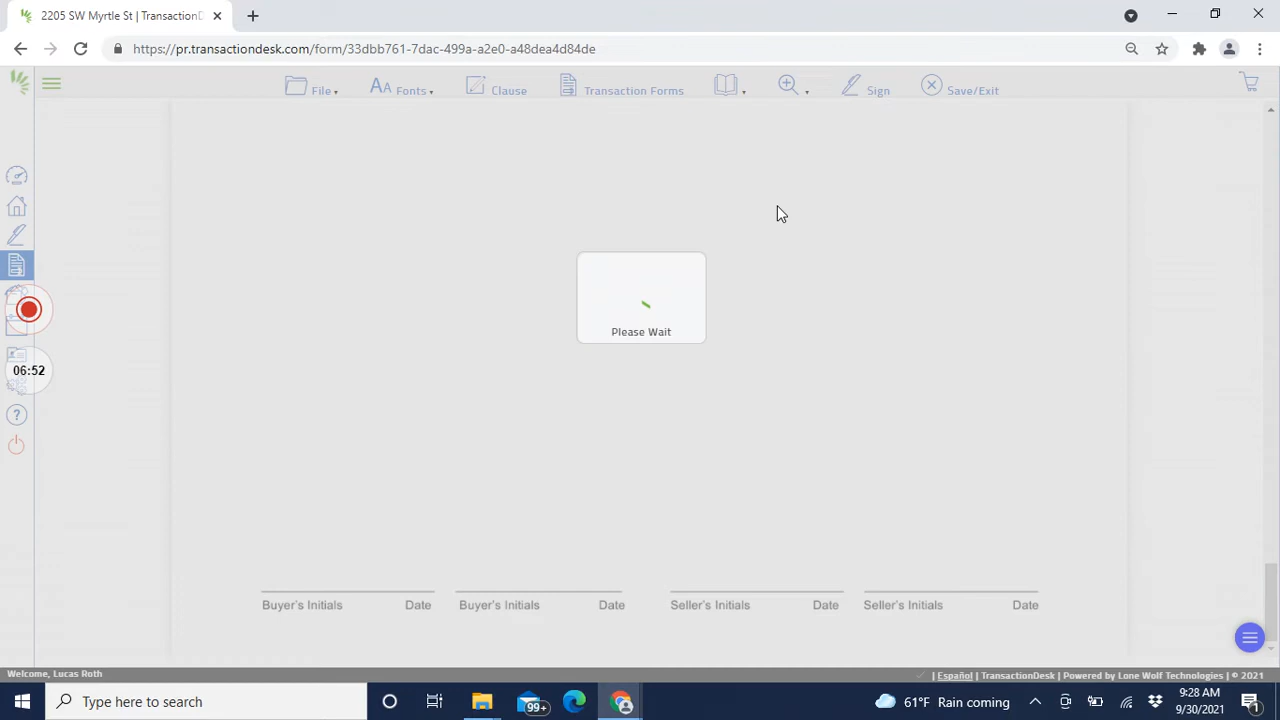 2205 SW Myrtle St | TransactionD
https://pr.transactiondesk.com/form/33dbb761-7dac-499a-a2e0-a48dea4d84de
File
AA Fonts
Clause
Transaction Forms
Sign
Save/Exit
Please Wait
06:52
?
Buyer's Initials Date Buyer's Initials Date Seller's Initials Date Seller's Initials Date
Welcome, Lucas Roth
| Español | TransactionDesk | Powered by Lone Wolf Technologies | © 2021
Type here to search
99+
61°F Rain coming
9:28 AM
9/30/2021
1